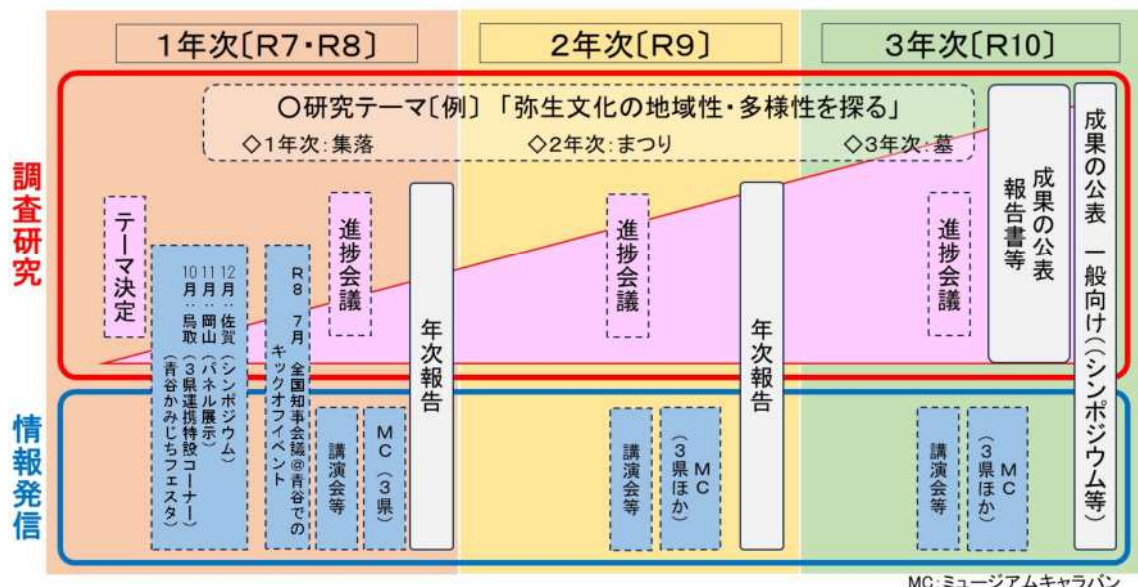 1年次〔R7・R8〕
2年次〔R9〕
3年次〔R10〕
調査研究
〇研究テーマ〔例〕「弥生文化の地域性・多様性を探る」
◇1年次：集落
◇2年次：まつり
◇3年次：墓
テーマ決定
12月：佐賀（シンポジウム）
11月：岡山（パネル展示）
10月：鳥取（３県連携特設コーナー）
（青谷かみじちフェスタ）
R8 7月 全国知事会議@青谷での
キックオフイベント
進捗会議
年次報告
進捗会議
年次報告
進捗会議
成果の公表
報告書等
成果の公表 一般向け（（シンポジウム等）
情報発信
講演会等
MC（３県）
講演会等
MC
（３県ほか）
講演会等
MC
（３県ほか）
MC:ミュージアムキャラバン